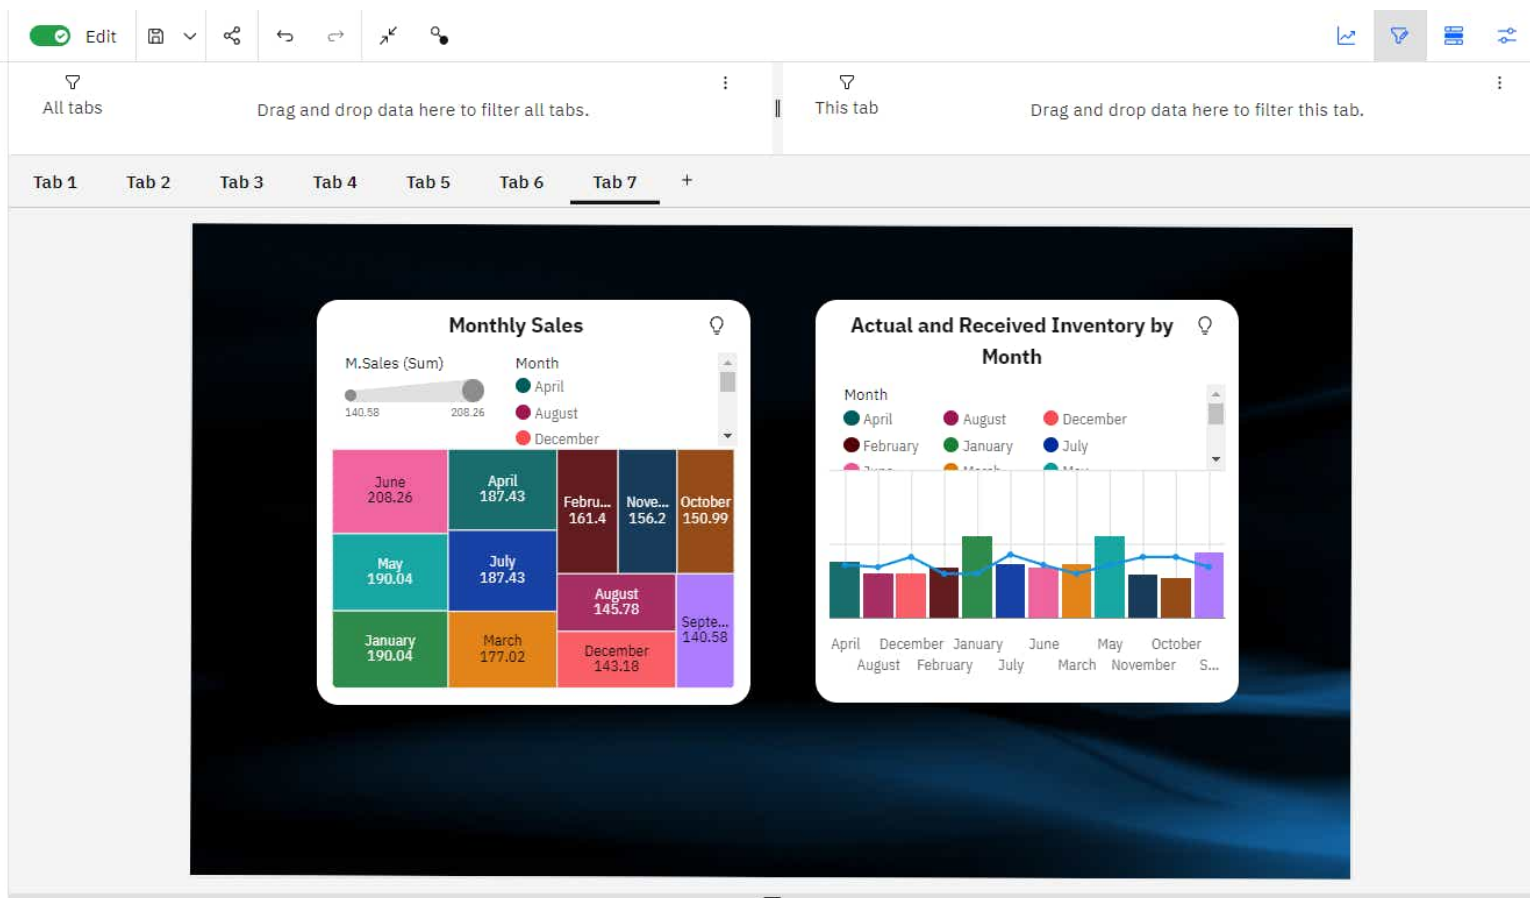 Edit
All tabs
Drag and drop data here to filter all tabs.
This tab
Drag and drop data here to filter this tab.
Tab 1 Tab 2 Tab 3 Tab 4 Tab 5 Tab 6 Tab 7 +
Monthly Sales
M.Sales (Sum)
140.58 208.26
Month
April
August
December
June
208.26
May
190.04
January
190.04
April
187.43
July
187.43
March
177.02
Febru...
161.4
Nove...
156.2
October
150.99
August
145.78
December
143.18
Septe...
140.58
Actual and Received Inventory by
Month
Month
April August December
February January July
June March May
April December January June May October
August February July March November S...